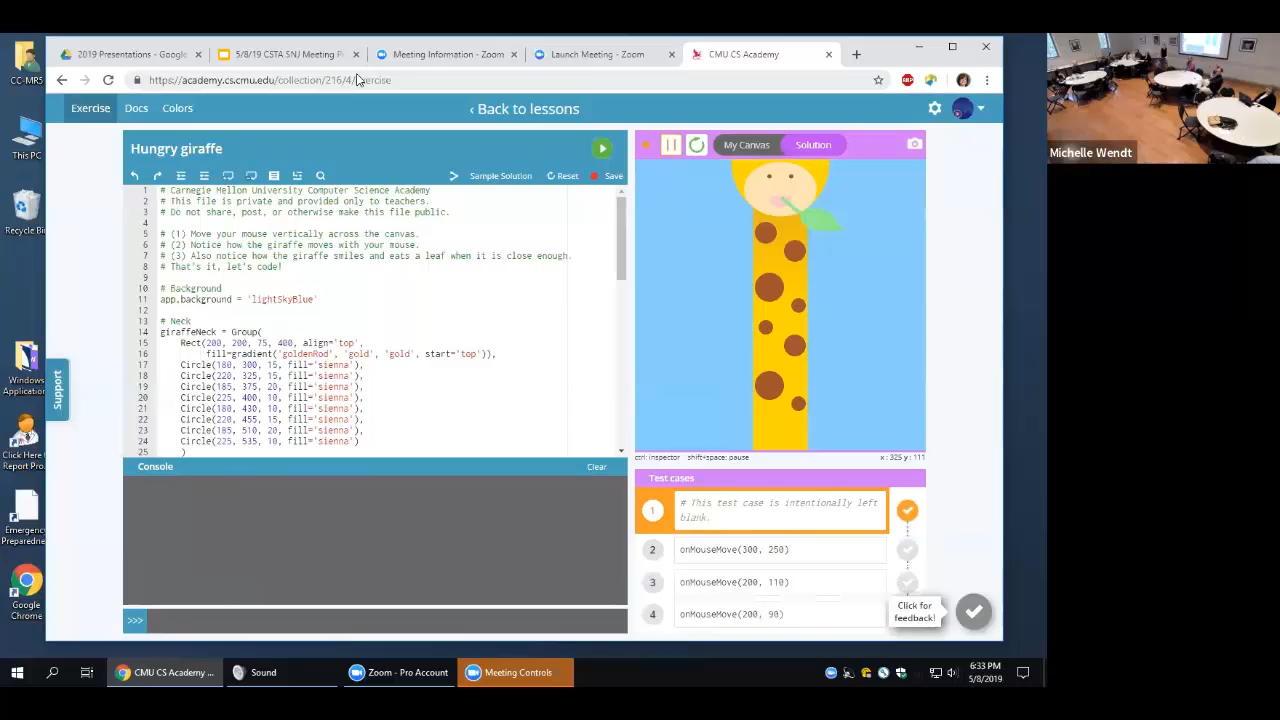 2019 Presentations - Google
5/8/19 CSTA SNJ Meeting P
Meeting Information - Zoom
Launch Meeting - Zoom
CMU CS Academy
https://academy.cs.cmu.edu/collection/216/4/exercise
Exercise
Docs
Colors
‹ Back to lessons
Hungry giraffe
Sample Solution
Reset
Save
1 # Carnegie Mellon University Computer Science Academy
2 # This file is private and provided only to teachers.
3 # Do not share, post, or otherwise make this file public.
4
5 # (1) Move your mouse vertically across the canvas.
6 # (2) Notice how the giraffe moves with your mouse.
7 # (3) Also notice how the giraffe smiles and eats a leaf when it is close enough.
8 # That's it, let's code!
9
10 # Background
11 app.background = 'lightSkyBlue'
12
13 # Neck
14 giraffeNeck = Group(
15 Rect(200, 200, 75, 400, align='top',
16 fill=gradient('goldenRod', 'gold', 'gold', start='top')),
17 Circle(180, 300, 15, fill='sienna'),
18 Circle(220, 325, 15, fill='sienna'),
19 Circle(185, 375, 20, fill='sienna'),
20 Circle(225, 400, 10, fill='sienna'),
21 Circle(180, 430, 10, fill='sienna'),
22 Circle(220, 455, 15, fill='sienna'),
23 Circle(185, 510, 20, fill='sienna'),
24 Circle(225, 535, 10, fill='sienna')
25 )
Console
Clear
>>>
My Canvas
Solution
ctrl: inspector shift+space: pause
x : 325 y : 111
Test cases
1
# This test case is intentionally left
blank.
2 onMouseMove(300, 250)
3 onMouseMove(200, 110)
4 onMouseMove(200, 90)
Click for
feedback!
Support
CC-MR5
This PC
Recycle Bin
Windows
Application
Click Here
Report Pro...
Emergency
Preparedne
Google
Chrome
Michelle Wendt
CMU CS Academy ...
Sound
Zoom - Pro Account
Meeting Controls
6:33 PM
5/8/2019